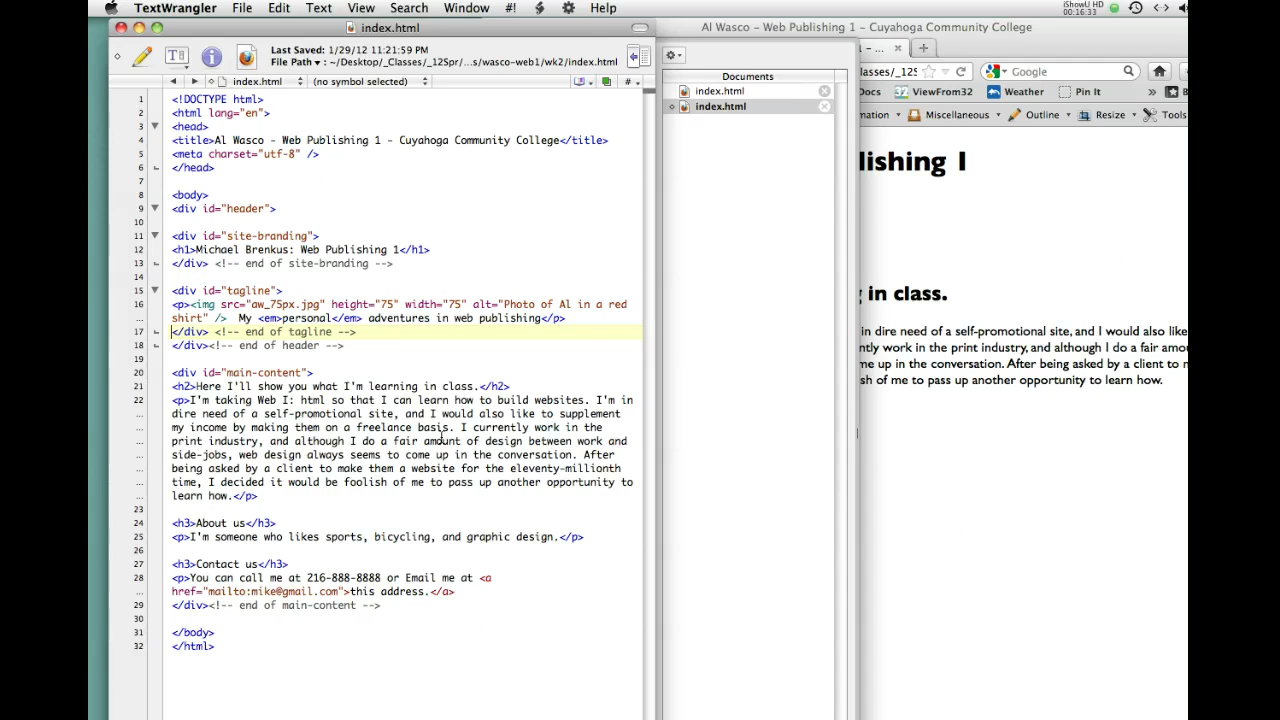 TextWrangler File Edit Text View Search Window #! Help
iShowU HD
00:16:33
index.html
Al Wasco – Web Publishing 1 – Cuyahoga Community College
Last Saved: 1/29/12 11:21:59 PM
File Path ▾: ~/Desktop/_Classes/_12Spr/...s/wasco-web1/wk2/index.html
index.html (no symbol selected) #
1 <!DOCTYPE html>
2 <html lang="en">
3 <head>
4 <title>Al Wasco - Web Publishing 1 - Cuyahoga Community College</title>
5 <meta charset="utf-8" />
6 </head>
7
8 <body>
9 <div id="header">
10
11 <div id="site-branding">
12 <h1>Michael Brenkus: Web Publishing 1</h1>
13 </div> <!-- end of site-branding -->
14
15 <div id="tagline">
16 <p><img src="aw_75px.jpg" height="75" width="75" alt="Photo of Al in a red
shirt" /> My <em>personal</em> adventures in web publishing</p>
17 </div> <!-- end of tagline -->
18 </div><!-- end of header -->
19
20 <div id="main-content">
21 <h2>Here I'll show you what I'm learning in class.</h2>
22 <p>I'm taking Web I: html so that I can learn how to build websites. I'm in
dire need of a self-promotional site, and I would also like to supplement
my income by making them on a freelance basis. I currently work in the
print industry, and although I do a fair amount of design between work and
side-jobs, web design always seems to come up in the conversation. After
being asked by a client to make them a website for the eleventy-millionth
time, I decided it would be foolish of me to pass up another opportunity to
learn how.</p>
23
24 <h3>About us</h3>
25 <p>I'm someone who likes sports, bicycling, and graphic design.</p>
26
27 <h3>Contact us</h3>
28 <p>You can call me at 216-888-8888 or Email me at <a
href="mailto:mike@gmail.com">this address.</a>
29 </div><!-- end of main-content -->
30
31 </body>
32 </html>
Documents
index.html
index.html
1 – ...
lasses/_12S Google
Docs ViewFrom32 Weather Pin It »
mation Miscellaneous Outline Resize Tools
lishing 1
g in class.
in dire need of a self-promotional site, and I would also like
ntly work in the print industry, and although I do a fair amo
me up in the conversation. After being asked by a client to m
sh of me to pass up another opportunity to learn how.